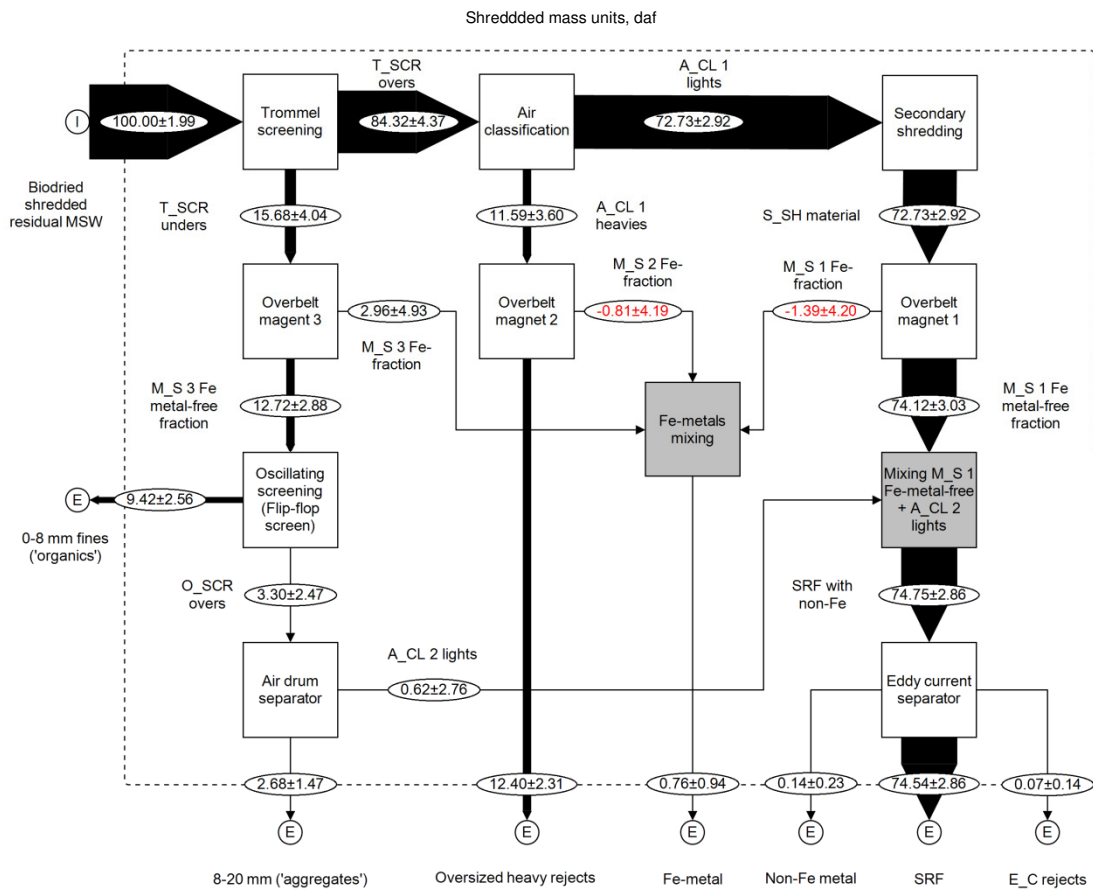 Shreddded mass units, daf
T_SCR
overs
A_CL 1
lights
I
100.00±1.99
Trommel
screening
84.32±4.37
Air
classification
72.73±2.92
Secondary
shredding
Biodried
shredded
residual MSW
T_SCR
unders
15.68±4.04
11.59±3.60
A_CL 1
heavies
S_SH material
72.73±2.92
M_S 2 Fe-
fraction
M_S 1 Fe-
fraction
Overbelt
magent 3
2.96±4.93
Overbelt
magnet 2
-0.81±4.19
-1.39±4.20
Overbelt
magnet 1
M_S 3 Fe-
fraction
M_S 3 Fe
metal-free
fraction
12.72±2.88
Fe-metals
mixing
74.12±3.03
M_S 1 Fe
metal-free
fraction
E
9.42±2.56
Oscillating
screening
(Flip-flop
screen)
Mixing M_S 1
Fe-metal-free
+ A_CL 2
lights
0-8 mm fines
('organics')
O_SCR
overs
3.30±2.47
SRF with
non-Fe
74.75±2.86
A_CL 2 lights
Air drum
separator
0.62±2.76
Eddy current
separator
2.68±1.47
12.40±2.31
0.76±0.94
0.14±0.23
74.54±2.86
0.07±0.14
E
E
E
E
E
E
8-20 mm ('aggregates')
Oversized heavy rejects
Fe-metal
Non-Fe metal
SRF
E_C rejects